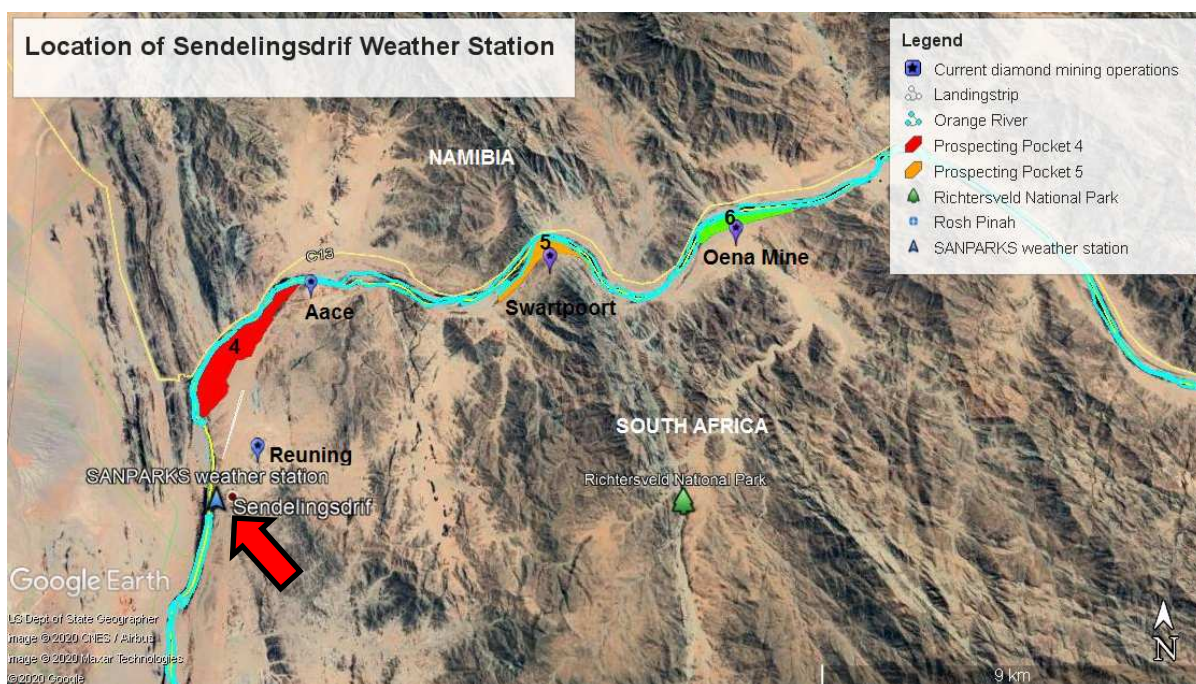 Location of Sendelingsdrif Weather Station
Legend
Current diamond mining operations
Landingstrip
Orange River
Prospecting Pocket 4
Prospecting Pocket 5
Richtersveld National Park
Rosh Pinah
SANPARKS weather station
NAMIBIA
C13
6
5
Oena Mine
Aace
Swartpoort
4
SOUTH AFRICA
Reuning
SANPARKS weather station
Richtersveld National Park
Sendelingsdrif
Google Earth
US Dept of State Geographer
Image © 2020 CNES / Airbus
Image © 2020 Maxar Technologies
© 2020 Google
N
9 km